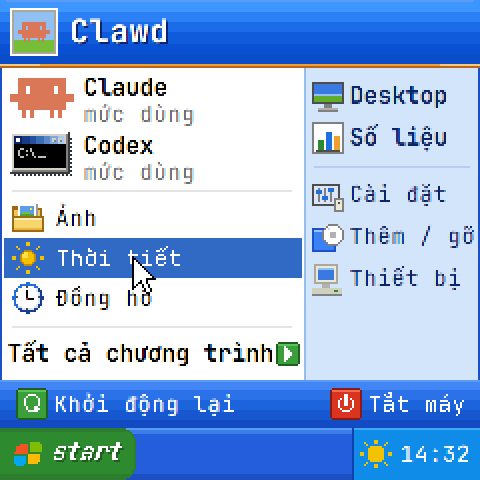 Clawd
Claude
mức dùng
Codex
mức dùng
C:\_
Ảnh
Thời tiết
Đồng hồ
Tất cả chương trình
Desktop
Số liệu
Cài đặt
Thêm / gỡ
Thiết bị
Khởi động lại
Tắt máy
start
14:32